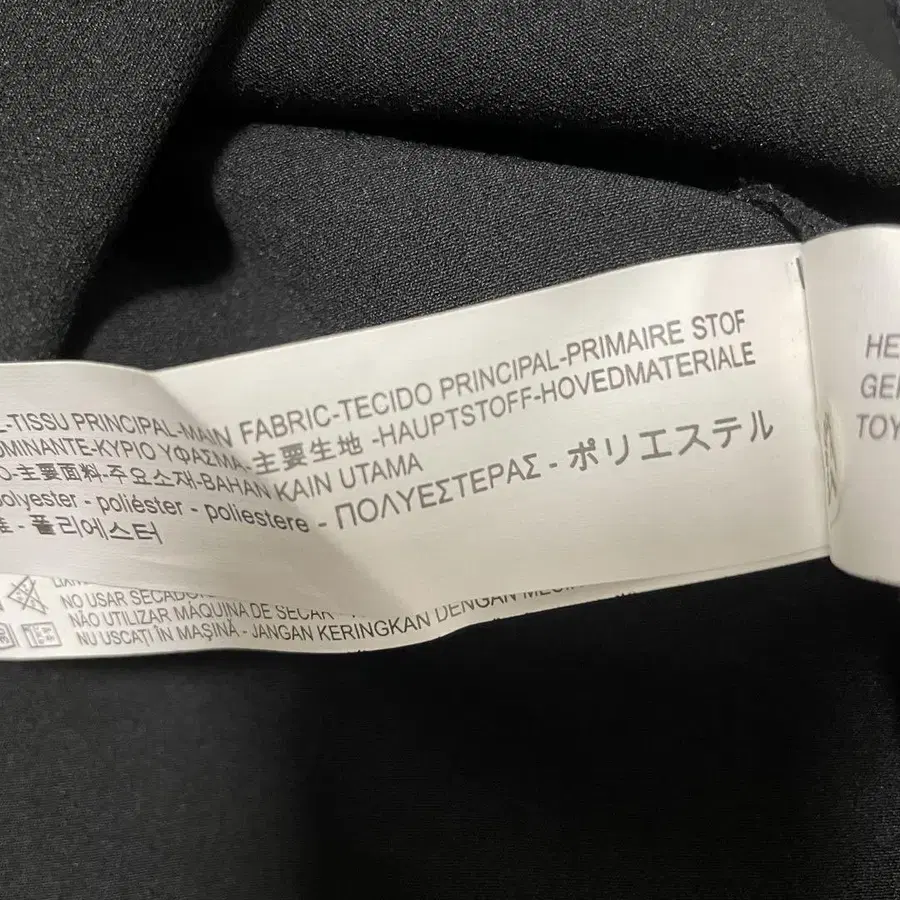 -TISSU PRINCIPAL-MAIN FABRIC-TECIDO PRINCIPAL-PRIMAIRE STOF
-ΚΥΡΙΟ ΥΦΑΣΜΑ-主要生地 -HAUPTSTOFF-HOVEDMATERIALE
-主要面料-주요소재-BAHAN KAIN UTAMA
polyester - poliéster - poliestere - ΠΟΛΥΕΣΤΕΡΑΣ - ポリエステル
- 폴리에스터
NO USAR
NÃO UTILIZAR MÁQUINA DE SECAR
NU USCAȚI ÎN MAȘINĂ - JANGAN KERINGKAN DENGAN
HE
GE
TOY